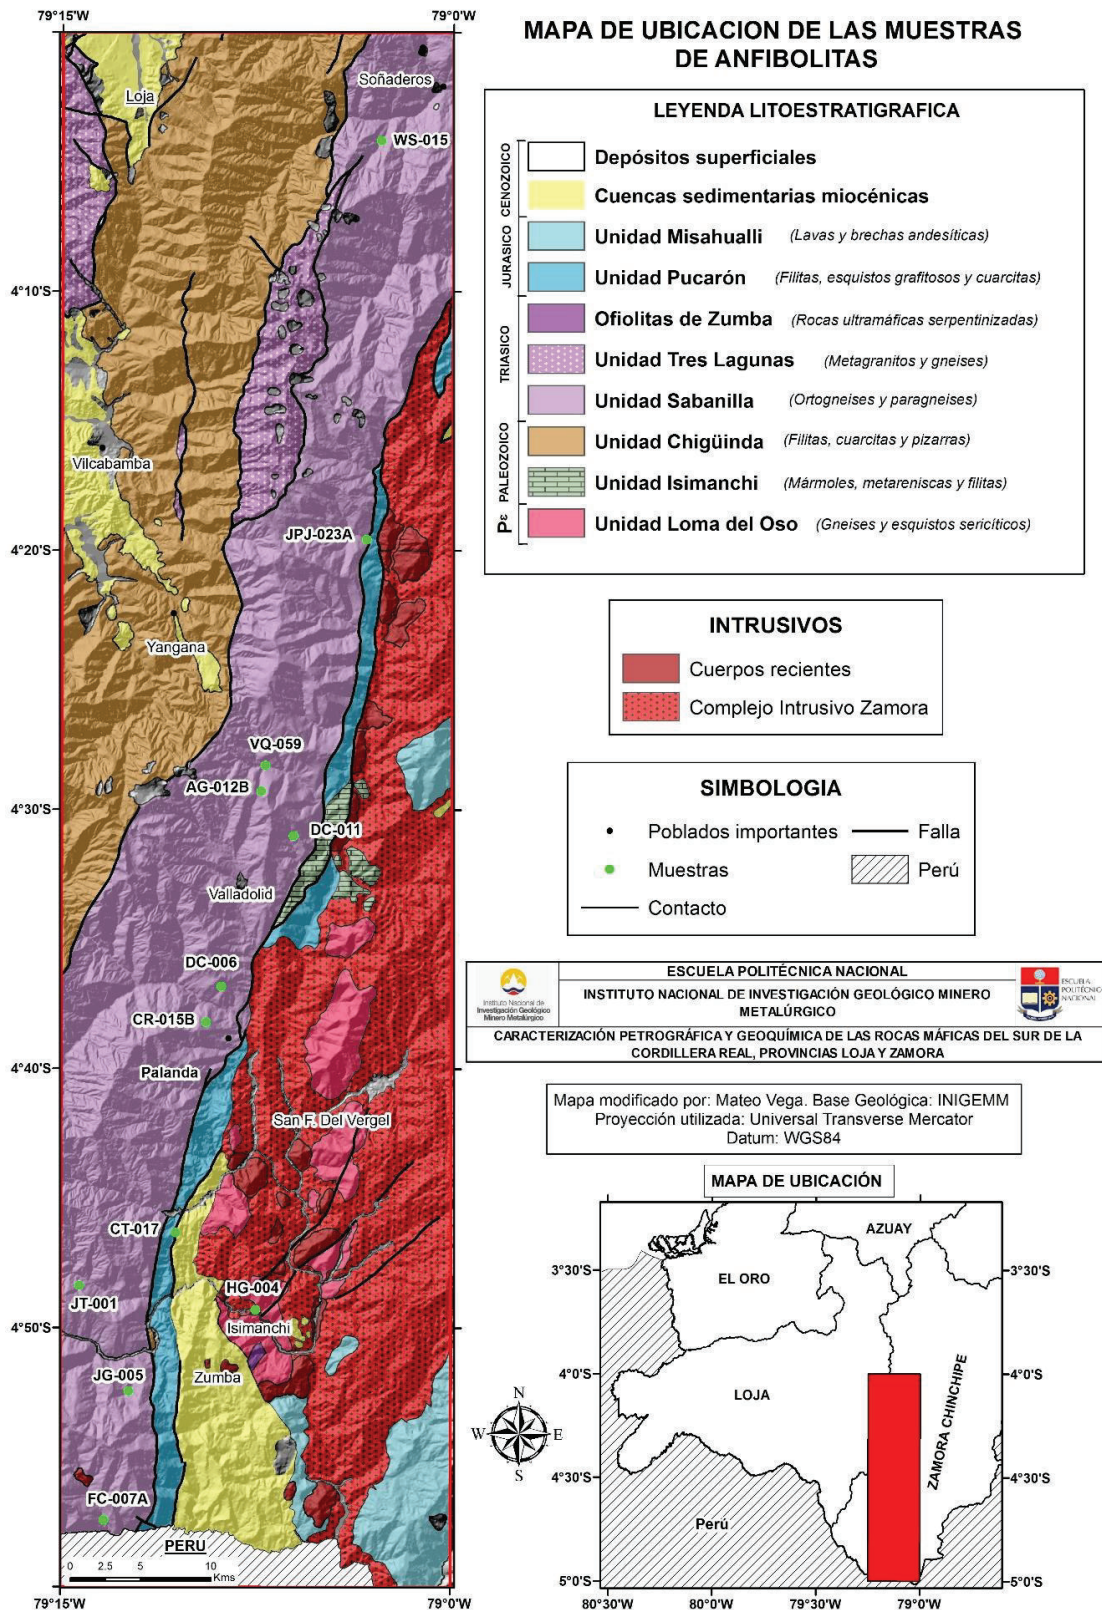 79°15'W
79°0'W
MAPA DE UBICACION DE LAS MUESTRAS
DE ANFIBOLITAS
Soñaderos
Loja
WS-015
4°10'S
Vilcabamba
JPJ-023A
4°20'S
Yangana
VQ-059
AG-012B
4°30'S
DC-011
Valladolid
DC-006
CR-015B
Palanda
4°40'S
San F. Del Vergel
CT-017
JT-001
HG-004
Isimanchi
4°50'S
Zumba
JG-005
FC-007A
PERU
0 2.5 5 10
Kms
79°15'W
79°0'W
LEYENDA LITOESTRATIGRAFICA
CENOZOICO
JURASICO
TRIASICO
PALEOZOICO
Pε
Depósitos superficiales
Cuencas sedimentarias miocénicas
Unidad Misahualli (Lavas y brechas andesíticas)
Unidad Pucarón (Filitas, esquistos grafitosos y cuarcitas)
Ofiolitas de Zumba (Rocas ultramáficas serpentinizadas)
Unidad Tres Lagunas (Metagranitos y gneises)
Unidad Sabanilla (Ortogneises y paragneises)
Unidad Chigüinda (Filitas, cuarcitas y pizarras)
Unidad Isimanchi (Mármoles, metareniscas y filitas)
Unidad Loma del Oso (Gneises y esquistos sericíticos)
INTRUSIVOS
Cuerpos recientes
Complejo Intrusivo Zamora
SIMBOLOGIA
Poblados importantes
Falla
Muestras
Perú
Contacto
Instituto Nacional de
Investigación Geológico
Minero Metalúrgico
ESCUELA POLITÉCNICA NACIONAL
INSTITUTO NACIONAL DE INVESTIGACIÓN GEOLÓGICO MINERO
METALÚRGICO
ESCUELA
POLITÉCNICA
NACIONAL
CARACTERIZACIÓN PETROGRÁFICA Y GEOQUÍMICA DE LAS ROCAS MÁFICAS DEL SUR DE LA
CORDILLERA REAL, PROVINCIAS LOJA Y ZAMORA
Mapa modificado por: Mateo Vega. Base Geológica: INIGEMM
Proyección utilizada: Universal Transverse Mercator
Datum: WGS84
MAPA DE UBICACIÓN
AZUAY
EL ORO
3°30'S
3°30'S
4°0'S
4°0'S
LOJA
ZAMORA CHINCHIPE
4°30'S
4°30'S
Perú
5°0'S
5°0'S
80°30'W
80°0'W
79°30'W
79°0'W
N
W
E
S